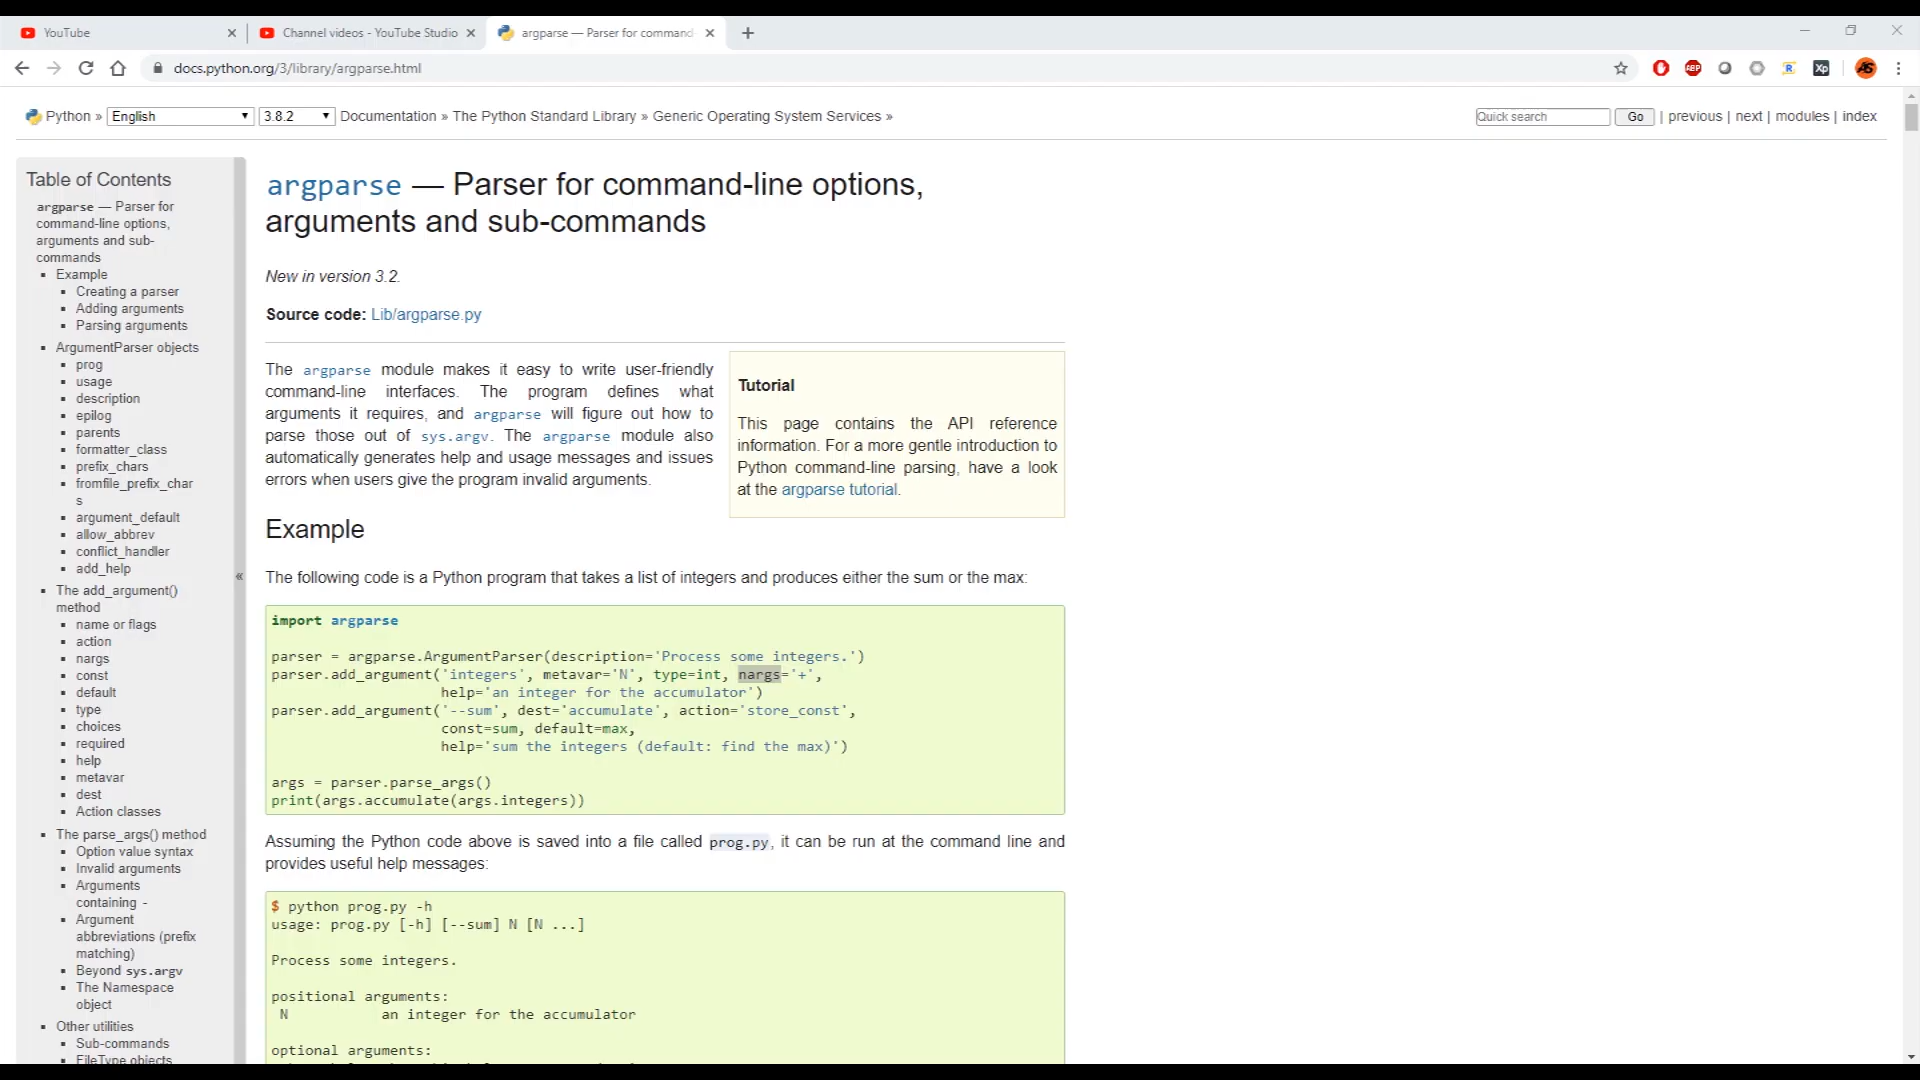 YouTube
Channel videos - YouTube Studio
argparse — Parser for command-
docs.python.org/3/library/argparse.html
ABP
R
Xp
Python » English 3.8.2 Documentation » The Python Standard Library » Generic Operating System Services »
Quick search Go | previous | next | modules | index
Table of Contents
argparse — Parser for
command-line options,
arguments and sub-
commands
Example
Creating a parser
Adding arguments
Parsing arguments
ArgumentParser objects
prog
usage
description
epilog
parents
formatter_class
prefix_chars
fromfile_prefix_char
s
argument_default
allow_abbrev
conflict_handler
add_help
The add_argument()
method
name or flags
action
nargs
const
default
type
choices
required
help
metavar
dest
Action classes
The parse_args() method
Option value syntax
Invalid arguments
Arguments
containing -
Argument
abbreviations (prefix
matching)
Beyond sys.argv
The Namespace
object
Other utilities
Sub-commands
FileType objects
«
argparse — Parser for command-line options,
arguments and sub-commands
New in version 3.2.
Source code: Lib/argparse.py
The argparse module makes it easy to write user-friendly
command-line interfaces. The program defines what
arguments it requires, and argparse will figure out how to
parse those out of sys.argv. The argparse module also
automatically generates help and usage messages and issues
errors when users give the program invalid arguments.
Tutorial
This page contains the API reference
information. For a more gentle introduction to
Python command-line parsing, have a look
at the argparse tutorial.
Example
The following code is a Python program that takes a list of integers and produces either the sum or the max:
import argparse
parser = argparse.ArgumentParser(description='Process some integers.')
parser.add_argument('integers', metavar='N', type=int, nargs='+',
help='an integer for the accumulator')
parser.add_argument('--sum', dest='accumulate', action='store_const',
const=sum, default=max,
help='sum the integers (default: find the max)')
args = parser.parse_args()
print(args.accumulate(args.integers))
Assuming the Python code above is saved into a file called prog.py, it can be run at the command line and
provides useful help messages:
$ python prog.py -h
usage: prog.py [-h] [--sum] N [N ...]
Process some integers.
positional arguments:
N an integer for the accumulator
optional arguments: